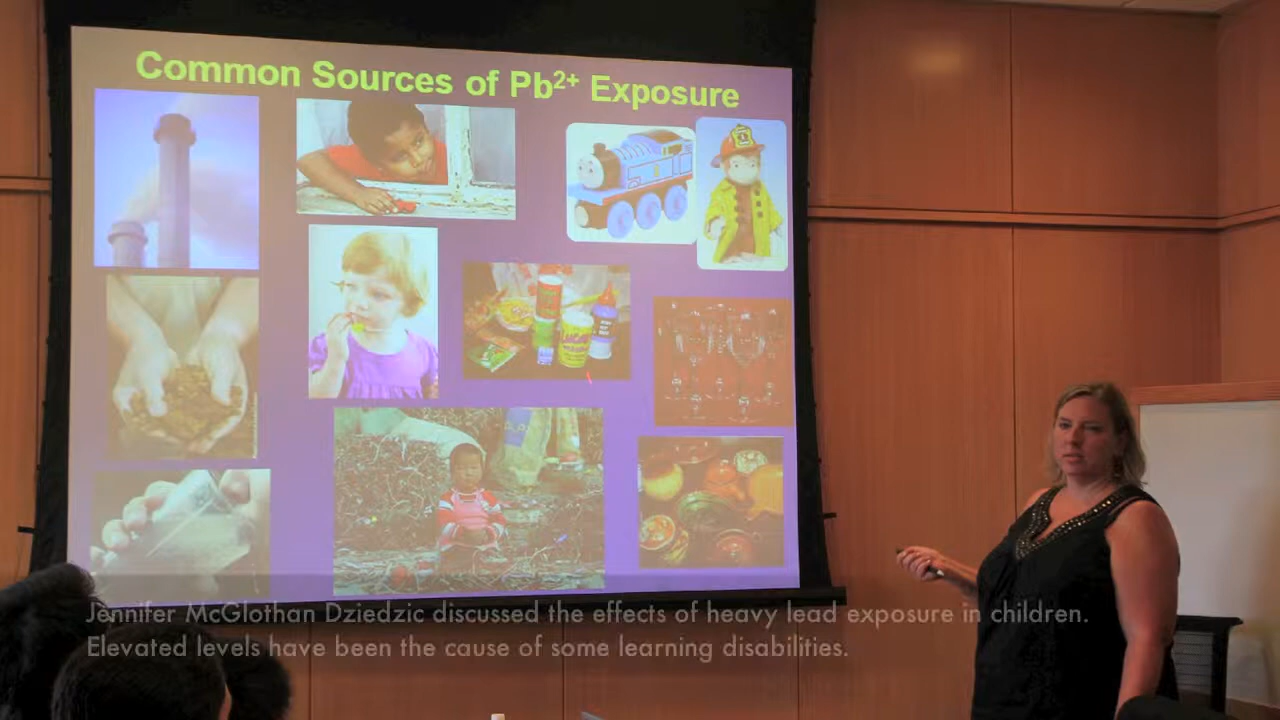 Common Sources of Pb²⁺ Exposure
Jennifer McGlothan Dziedzic discussed the effects of heavy lead exposure in children.
Elevated levels have been the cause of some learning disabilities.